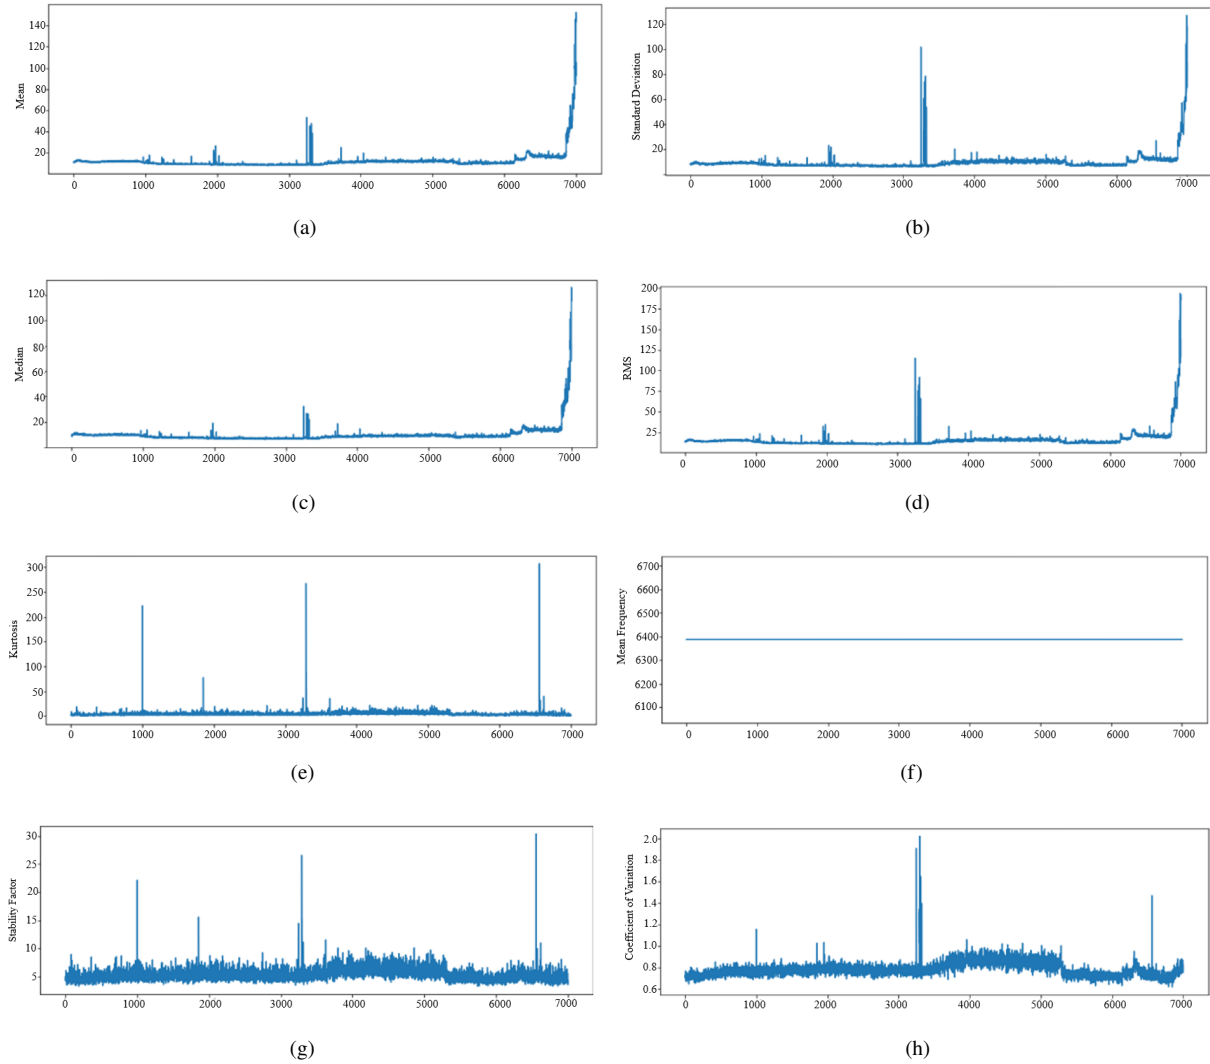 140
120
100
80
60
40
20
Mean
0 1000 2000 3000 4000 5000 6000 7000
(a)
120
100
80
60
40
20
Standard Deviation
0 1000 2000 3000 4000 5000 6000 7000
(b)
120
100
80
60
40
20
Median
0 1000 2000 3000 4000 5000 6000 7000
(c)
200
175
150
125
100
75
50
25
RMS
0 1000 2000 3000 4000 5000 6000 7000
(d)
300
250
200
150
100
50
0
Kurtosis
0 1000 2000 3000 4000 5000 6000 7000
(e)
6700
6600
6500
6400
6300
6200
6100
Mean Frequency
0 1000 2000 3000 4000 5000 6000 7000
(f)
30
25
20
15
10
5
Stability Factor
0 1000 2000 3000 4000 5000 6000 7000
(g)
2.0
1.8
1.6
1.4
1.2
1.0
0.8
0.6
Coefficient of Variation
0 1000 2000 3000 4000 5000 6000 7000
(h)